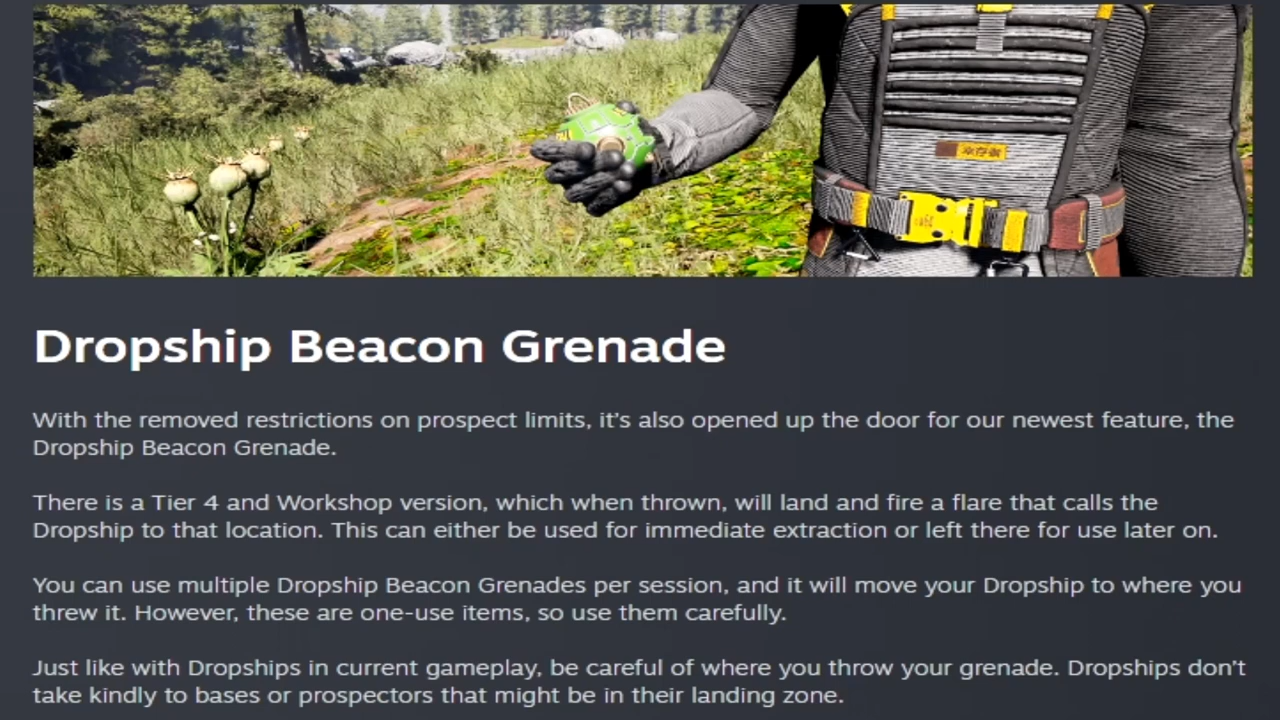 Dropship Beacon Grenade
With the removed restrictions on prospect limits, it's also opened up the door for our newest feature, the
Dropship Beacon Grenade.
There is a Tier 4 and Workshop version, which when thrown, will land and fire a flare that calls the
Dropship to that location. This can either be used for immediate extraction or left there for use later on.
You can use multiple Dropship Beacon Grenades per session, and it will move your Dropship to where you
threw it. However, these are one-use items, so use them carefully.
Just like with Dropships in current gameplay, be careful of where you throw your grenade. Dropships don't
take kindly to bases or prospectors that might be in their landing zone.